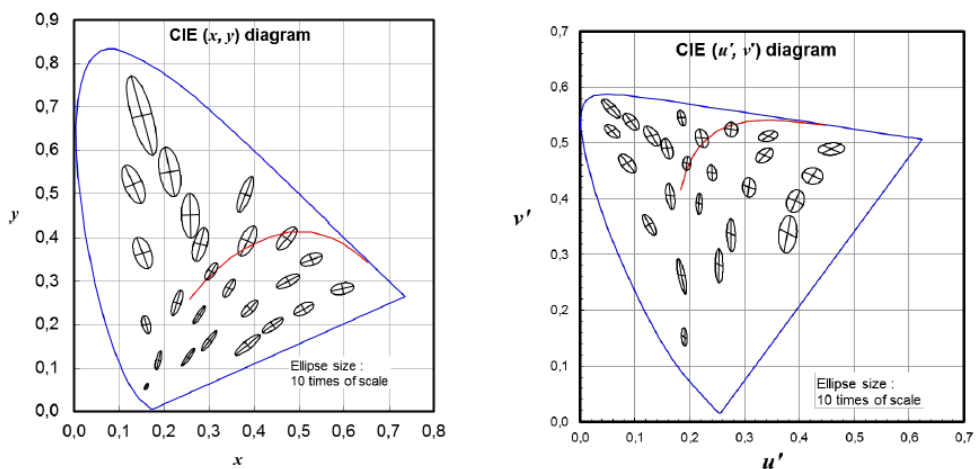 CIE (x, y) diagram
0,9
0,8
0,7
0,6
0,5
0,4
0,3
0,2
0,1
0,0
y
Ellipse size :
10 times of scale
0,0 0,1 0,2 0,3 0,4 0,5 0,6 0,7 0,8
x
CIE (u', v') diagram
0,7
0,6
0,5
0,4
0,3
0,2
0,1
0,0
v'
Ellipse size :
10 times of scale
0,0 0,1 0,2 0,3 0,4 0,5 0,6 0,7
u'